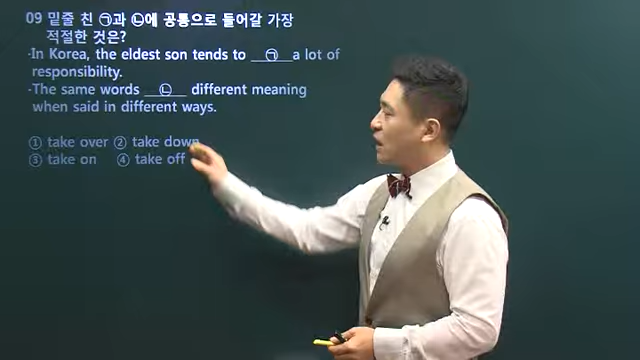 09 밑줄 친 ㉠과 ㉡에 공통으로 들어갈 가장
적절한 것은?
-In Korea, the eldest son tends to __㉠__ a lot of
responsibility.
-The same words __㉡__ different meaning
when said in different ways.
① take over ② take down
③ take on ④ take off